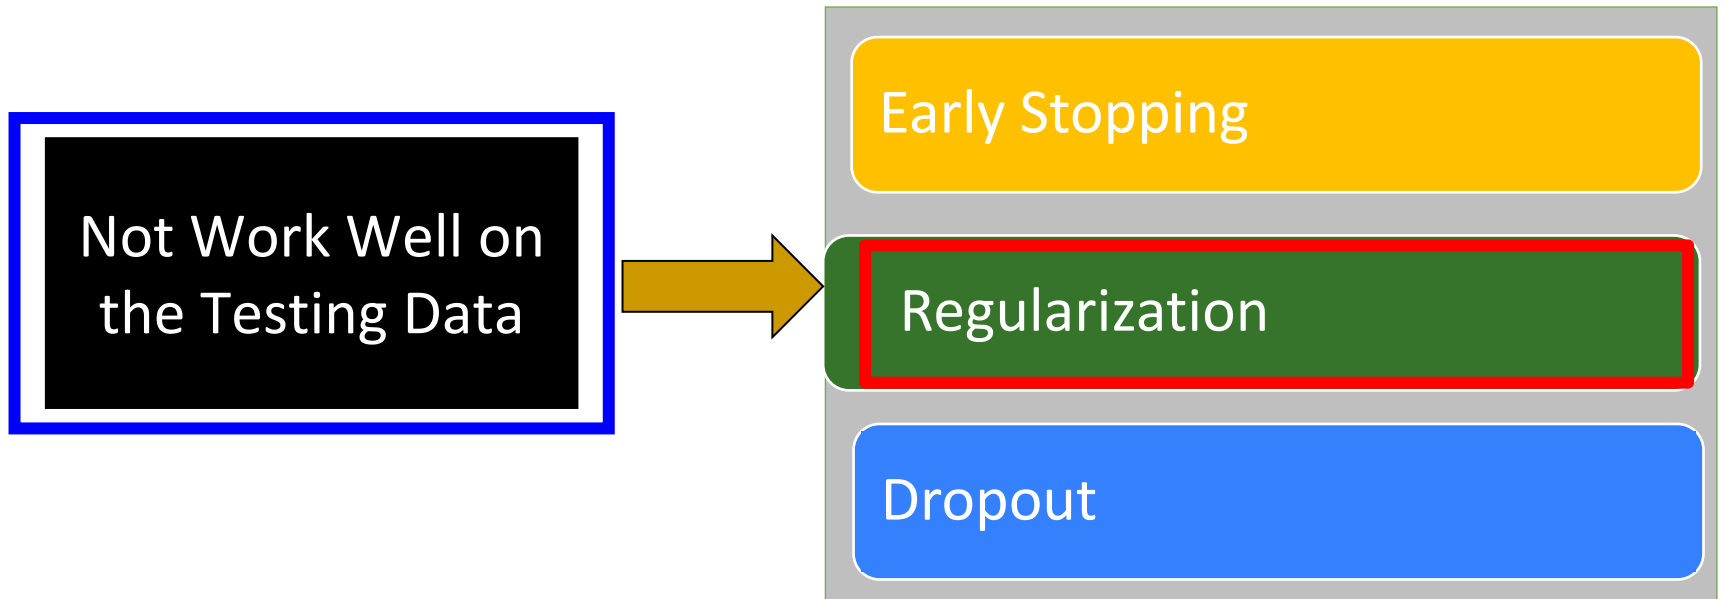 Not Work Well on
the Testing Data
Early Stopping
Regularization
Dropout